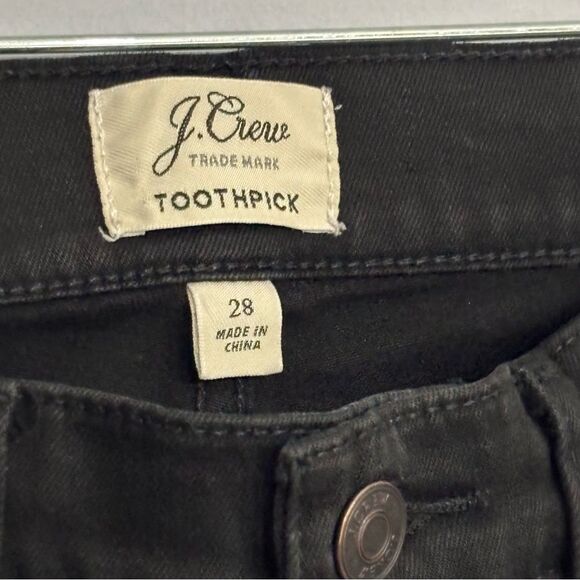 J.Crew
TRADE MARK
TOOTHPICK
28
MADE IN
CHINA